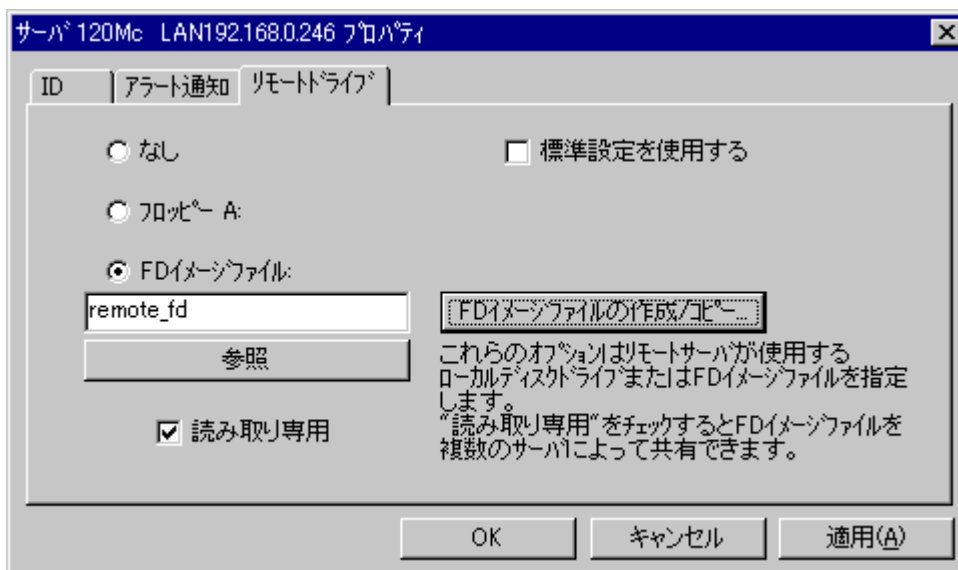 サーバ 120Mc LAN192.168.0.246 プロパティ
ID アラート通知 リモートドライブ
なし 標準設定を使用する
フロッピー A:
FDイメージファイル:
remote_fd FDイメージファイルの作成/コピー...
参照
これらのオプションはリモートサーバが使用する
ローカルディスクドライブまたはFDイメージファイルを指定
します。
“読み取り専用“をチェックするとFDイメージファイルを
複数のサーバによって共有できます。
読み取り専用
OK キャンセル 適用(A)